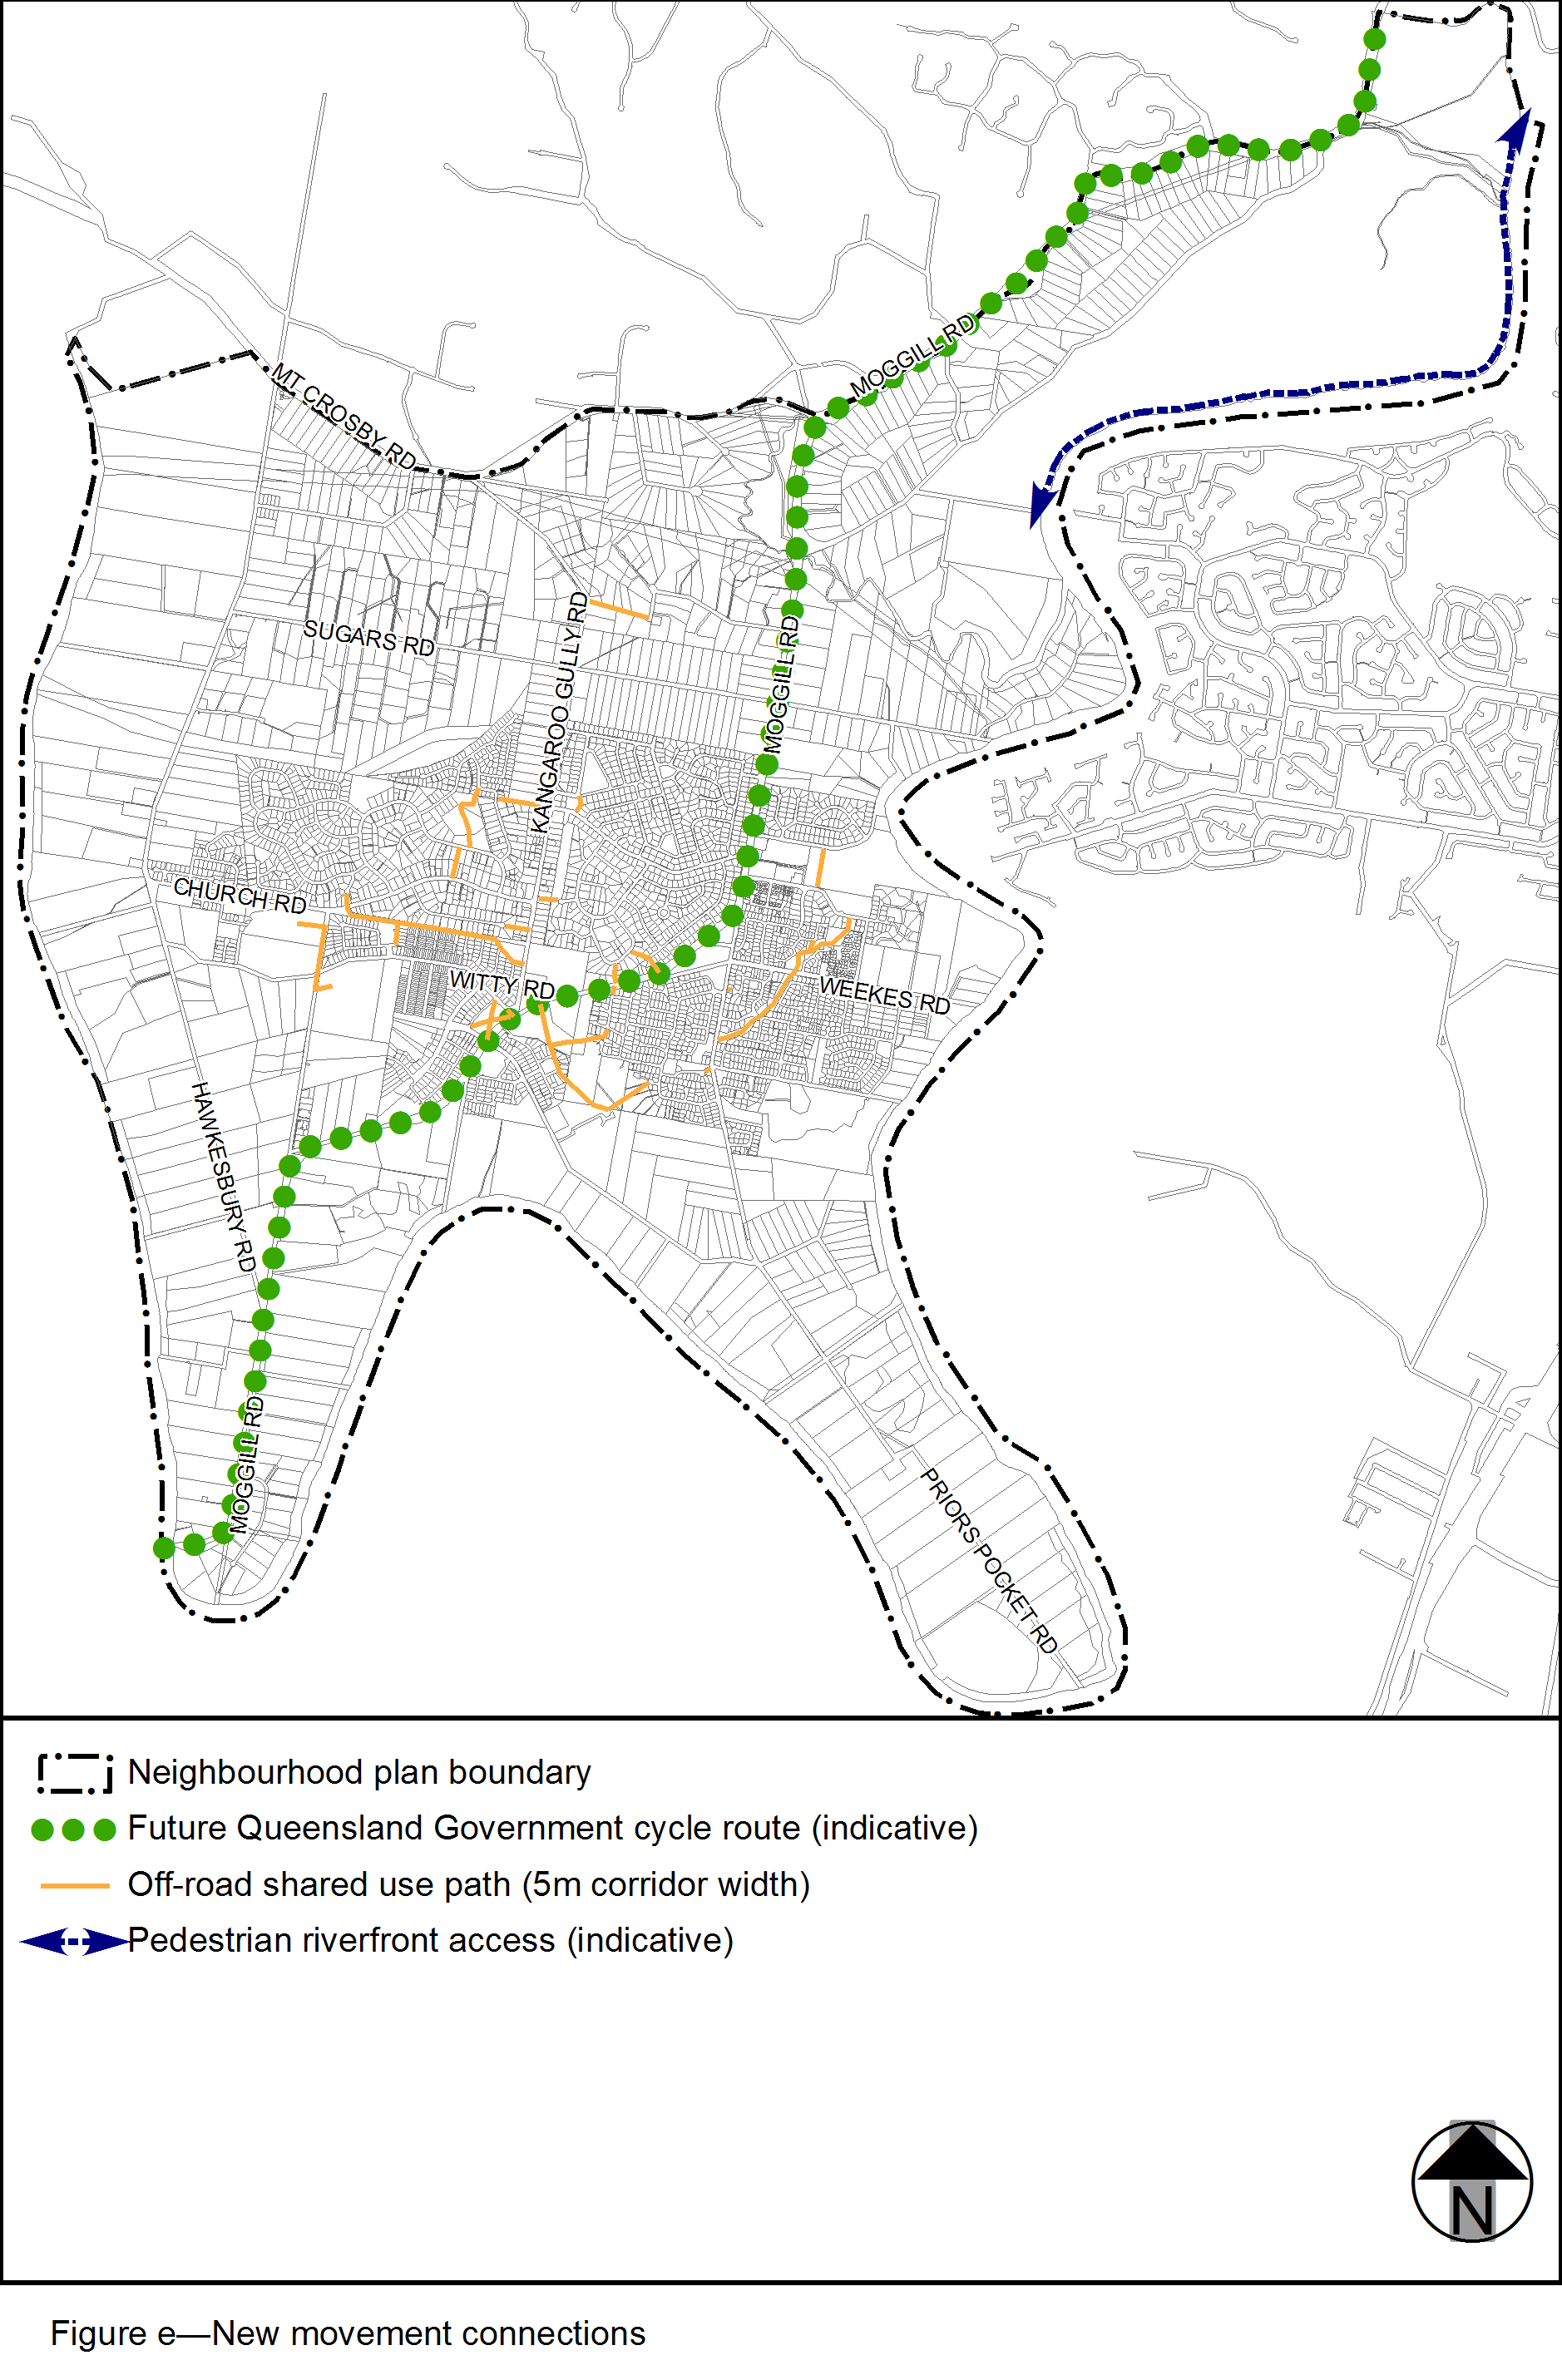 MOGGILL RD
MT CROSBY RD
SUGARS RD
KANGAROO GULLY RD
MOGGILL RD
CHURCH RD
WITTY RD
WEEKES RD
HAWKESBURY RD
MOGGILL RD
PRIORS POCKET RD
Neighbourhood plan boundary
Future Queensland Government cycle route (indicative)
Off-road shared use path (5m corridor width)
Pedestrian riverfront access (indicative)
N
Figure e—New movement connections